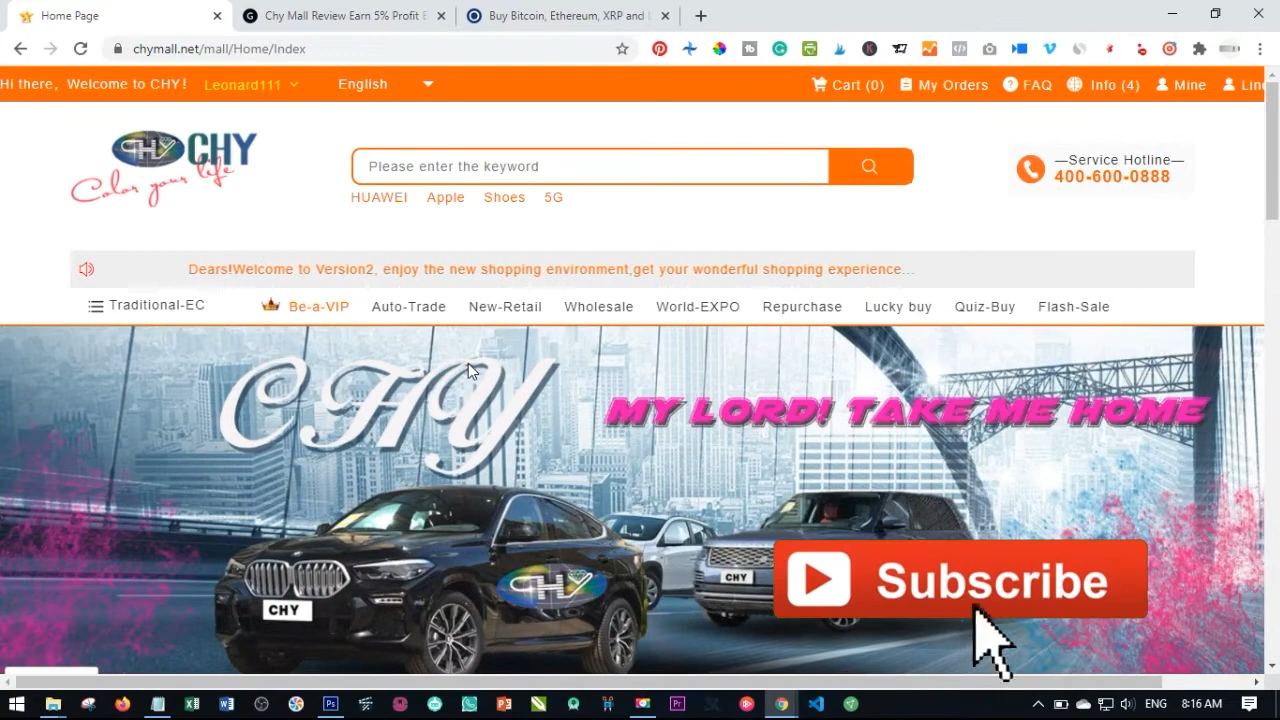 Home Page
Chy Mall Review Earn 5% Profit E
Buy Bitcoin, Ethereum, XRP and
chymall.net/mall/Home/Index
Hi there, Welcome to CHY!
Leonard111
English
Cart (0)
My Orders
FAQ
Info (4)
Mine
Line
CHY CHY
Color your life
Please enter the keyword
—Service Hotline—
400-600-0888
HUAWEI Apple Shoes 5G
Dears!Welcome to Version2, enjoy the new shopping environment,get your wonderful shopping experience...
Traditional-EC
Be-a-VIP
Auto-Trade
New-Retail
Wholesale
World-EXPO
Repurchase
Lucky buy
Quiz-Buy
Flash-Sale
CHY
MY LORD! TAKE ME HOME
CHY
CHY
CHY
Subscribe
ENG
8:16 AM